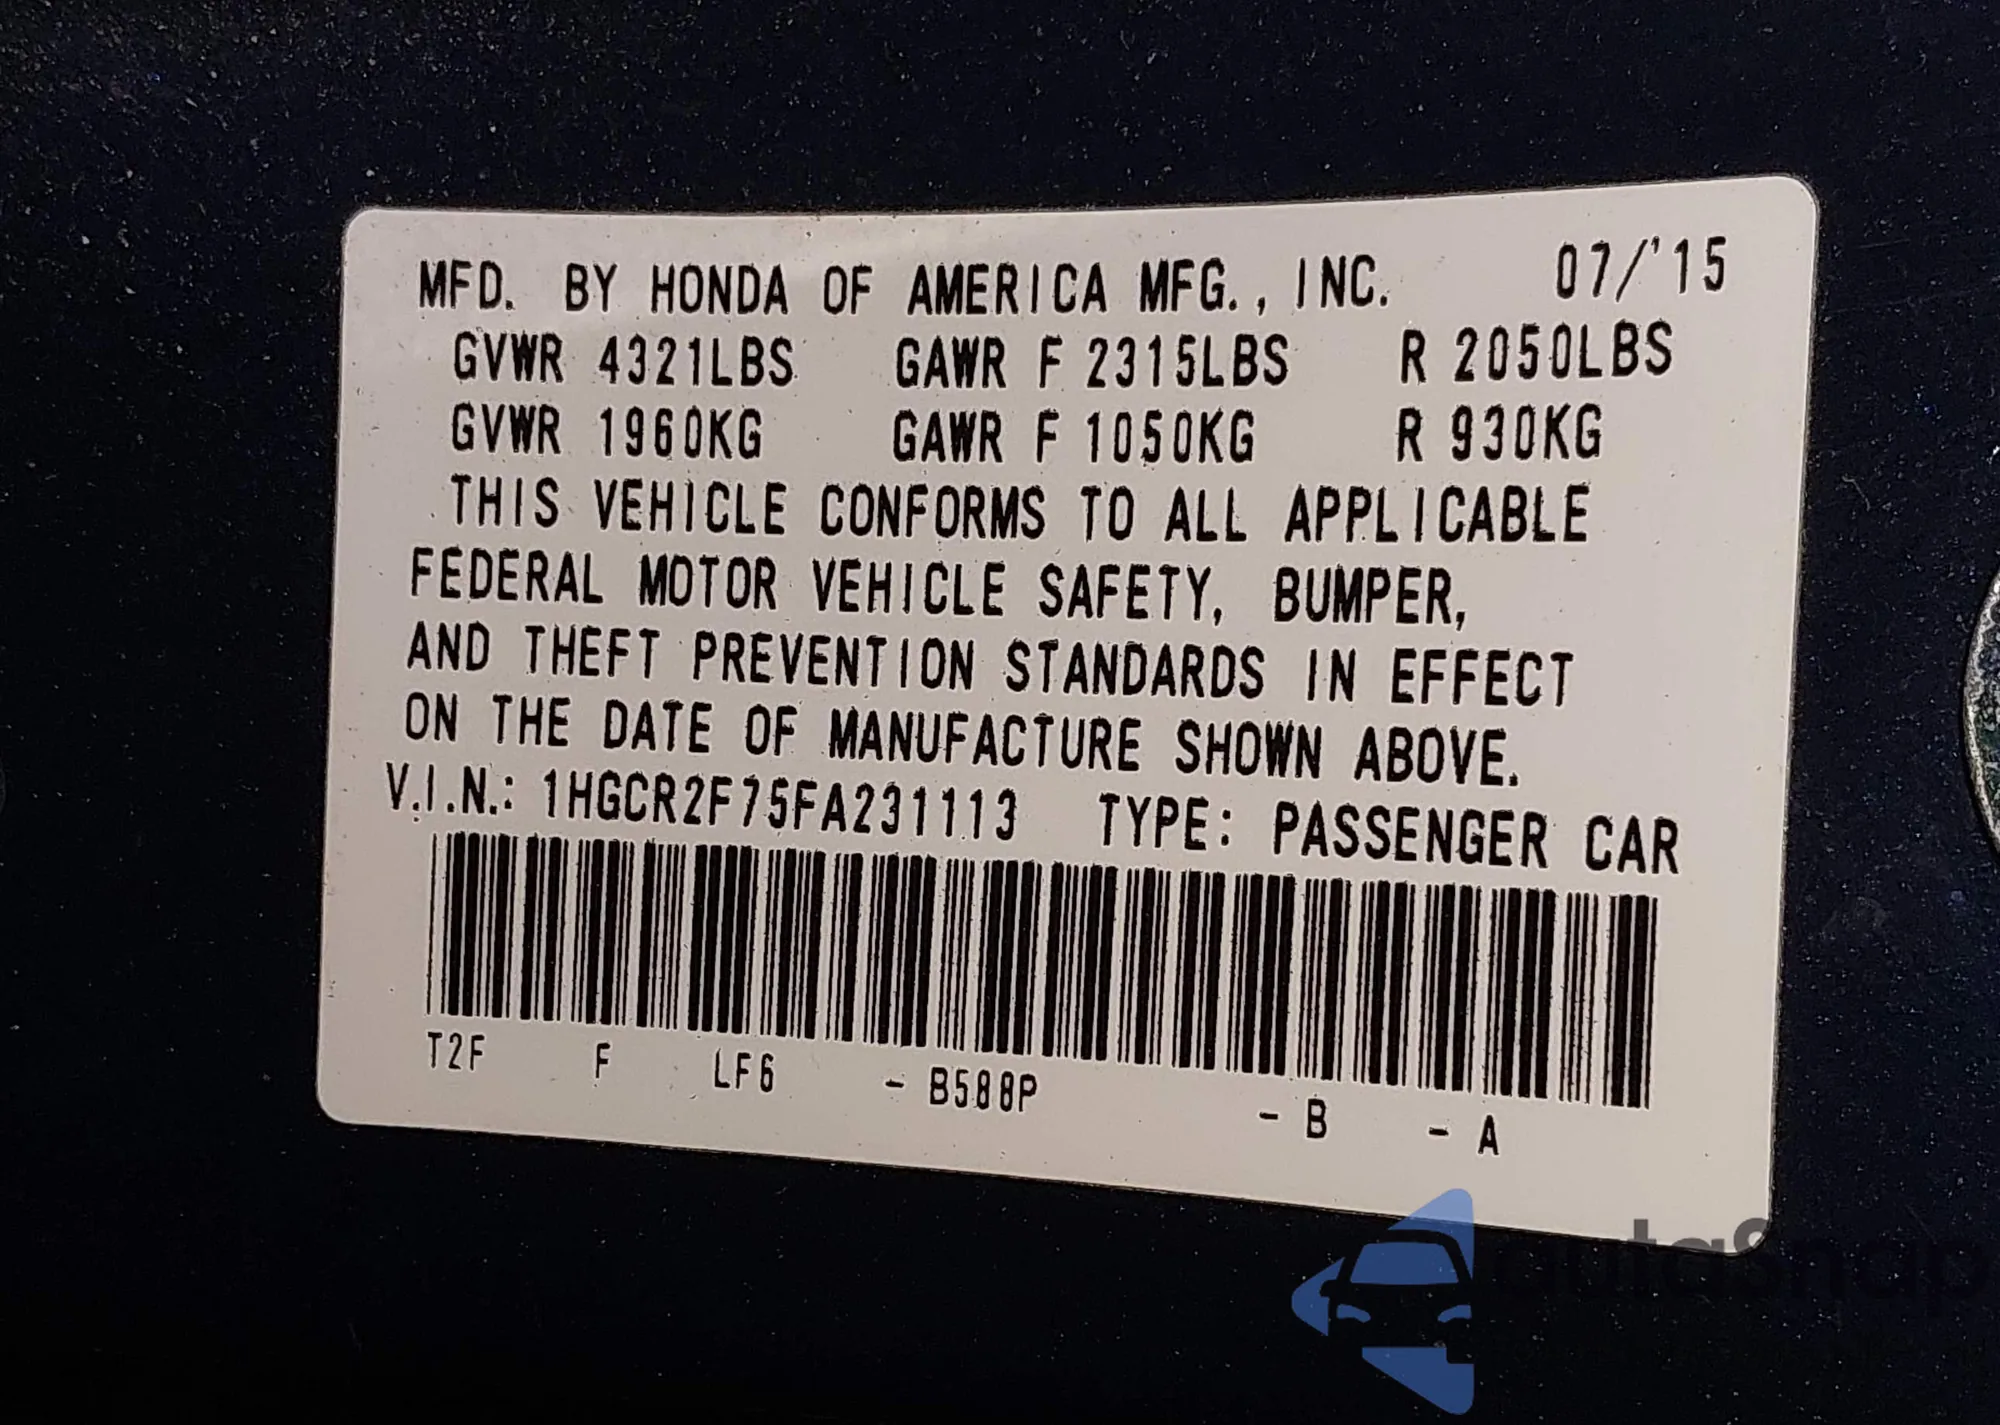 MFD. BY HONDA OF AMERICA MFG., INC. 07/'15
GVWR 4321LBS GAWR F 2315LBS R 2050LBS
GVWR 1960KG GAWR F 1050KG R 930KG
THIS VEHICLE CONFORMS TO ALL APPLICABLE
FEDERAL MOTOR VEHICLE SAFETY, BUMPER,
AND THEFT PREVENTION STANDARDS IN EFFECT
ON THE DATE OF MANUFACTURE SHOWN ABOVE.
V.I.N.: 1HGCR2F75FA231113 TYPE: PASSENGER CAR
T2F F LF6 - B588P - B - A